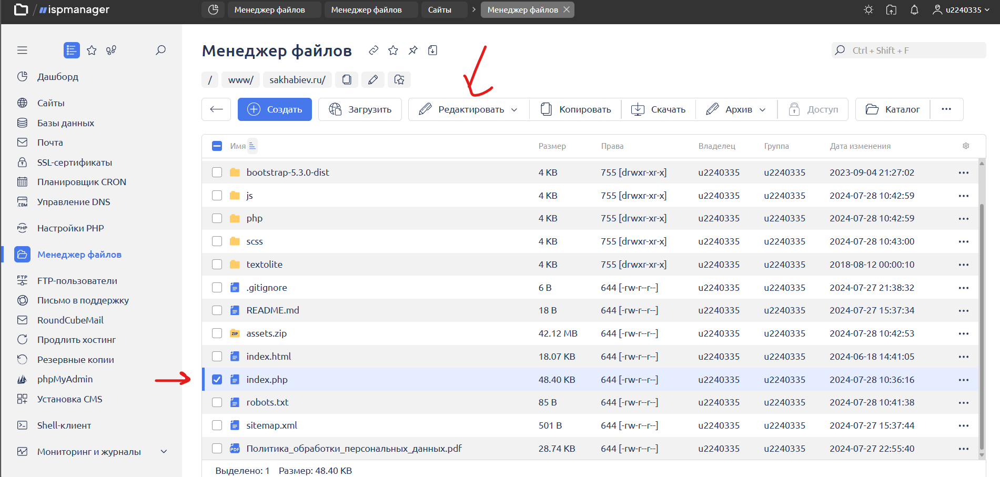 ispmanager
Менеджер файлов
Менеджер файлов
Сайты
Менеджер файлов
u2240335
Дашборд
Сайты
Базы данных
Почта
SSL-сертификаты
Планировщик CRON
.COM
Управление DNS
PHP
Настройки PHP
Менеджер файлов
FTP
FTP-пользователи
Письмо в поддержку
RoundCubeMail
Продлить хостинг
Резервные копии
phpMyAdmin
Установка CMS
Shell-клиент
Мониторинг и журналы
Менеджер файлов
Ctrl + Shift + F
/ www/ sakhabiev.ru/
Создать Загрузить Редактировать Копировать Скачать Архив Доступ Каталог ...
Имя Размер Права Владелец Группа Дата изменения
bootstrap-5.3.0-dist 4 KB 755 [drwxr-xr-x] u2240335 u2240335 2023-09-04 21:27:02
js 4 KB 755 [drwxr-xr-x] u2240335 u2240335 2024-07-28 10:42:59
php 4 KB 755 [drwxr-xr-x] u2240335 u2240335 2024-07-28 10:42:59
scss 4 KB 755 [drwxr-xr-x] u2240335 u2240335 2024-07-28 10:43:00
textolite 4 KB 755 [drwxr-xr-x] u2240335 u2240335 2018-08-12 00:00:10
.gitignore 6 B 644 [-rw-r--r--] u2240335 u2240335 2024-07-27 21:38:32
README.md 18 B 644 [-rw-r--r--] u2240335 u2240335 2024-07-27 15:37:34
ZIP assets.zip 42.12 MB 644 [-rw-r--r--] u2240335 u2240335 2024-07-28 10:42:53
index.html 18.07 KB 644 [-rw-r--r--] u2240335 u2240335 2024-06-18 14:41:05
index.php 48.40 KB 644 [-rw-r--r--] u2240335 u2240335 2024-07-28 10:36:16
robots.txt 85 B 644 [-rw-r--r--] u2240335 u2240335 2024-07-28 10:41:38
sitemap.xml 501 B 644 [-rw-r--r--] u2240335 u2240335 2024-07-27 15:37:44
PDF Политика_обработки_персональных_данных.pdf 28.74 KB 644 [-rw-r--r--] u2240335 u2240335 2024-07-27 22:55:40
Выделено: 1 Размер: 48.40 KB